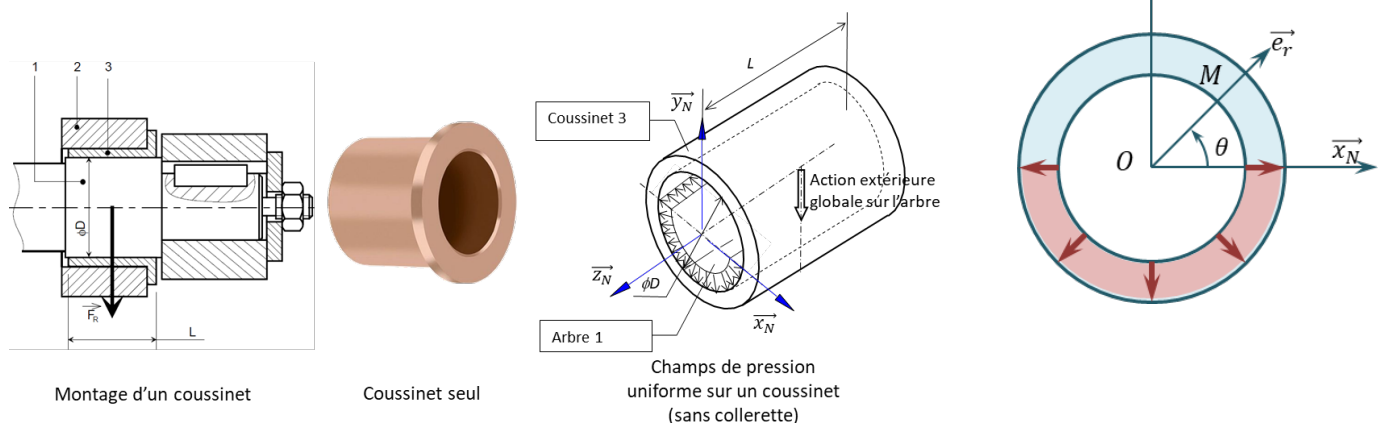 1
2
3
ϕD
F_R
L
Montage d'un coussinet
Coussinet seul
L
y_N
Coussinet 3
Action extérieure
globale sur l'arbre
z_N
ϕD
x_N
Arbre 1
Champs de pression
uniforme sur un coussinet
(sans collerette)
e_r
M
θ
O
x_N